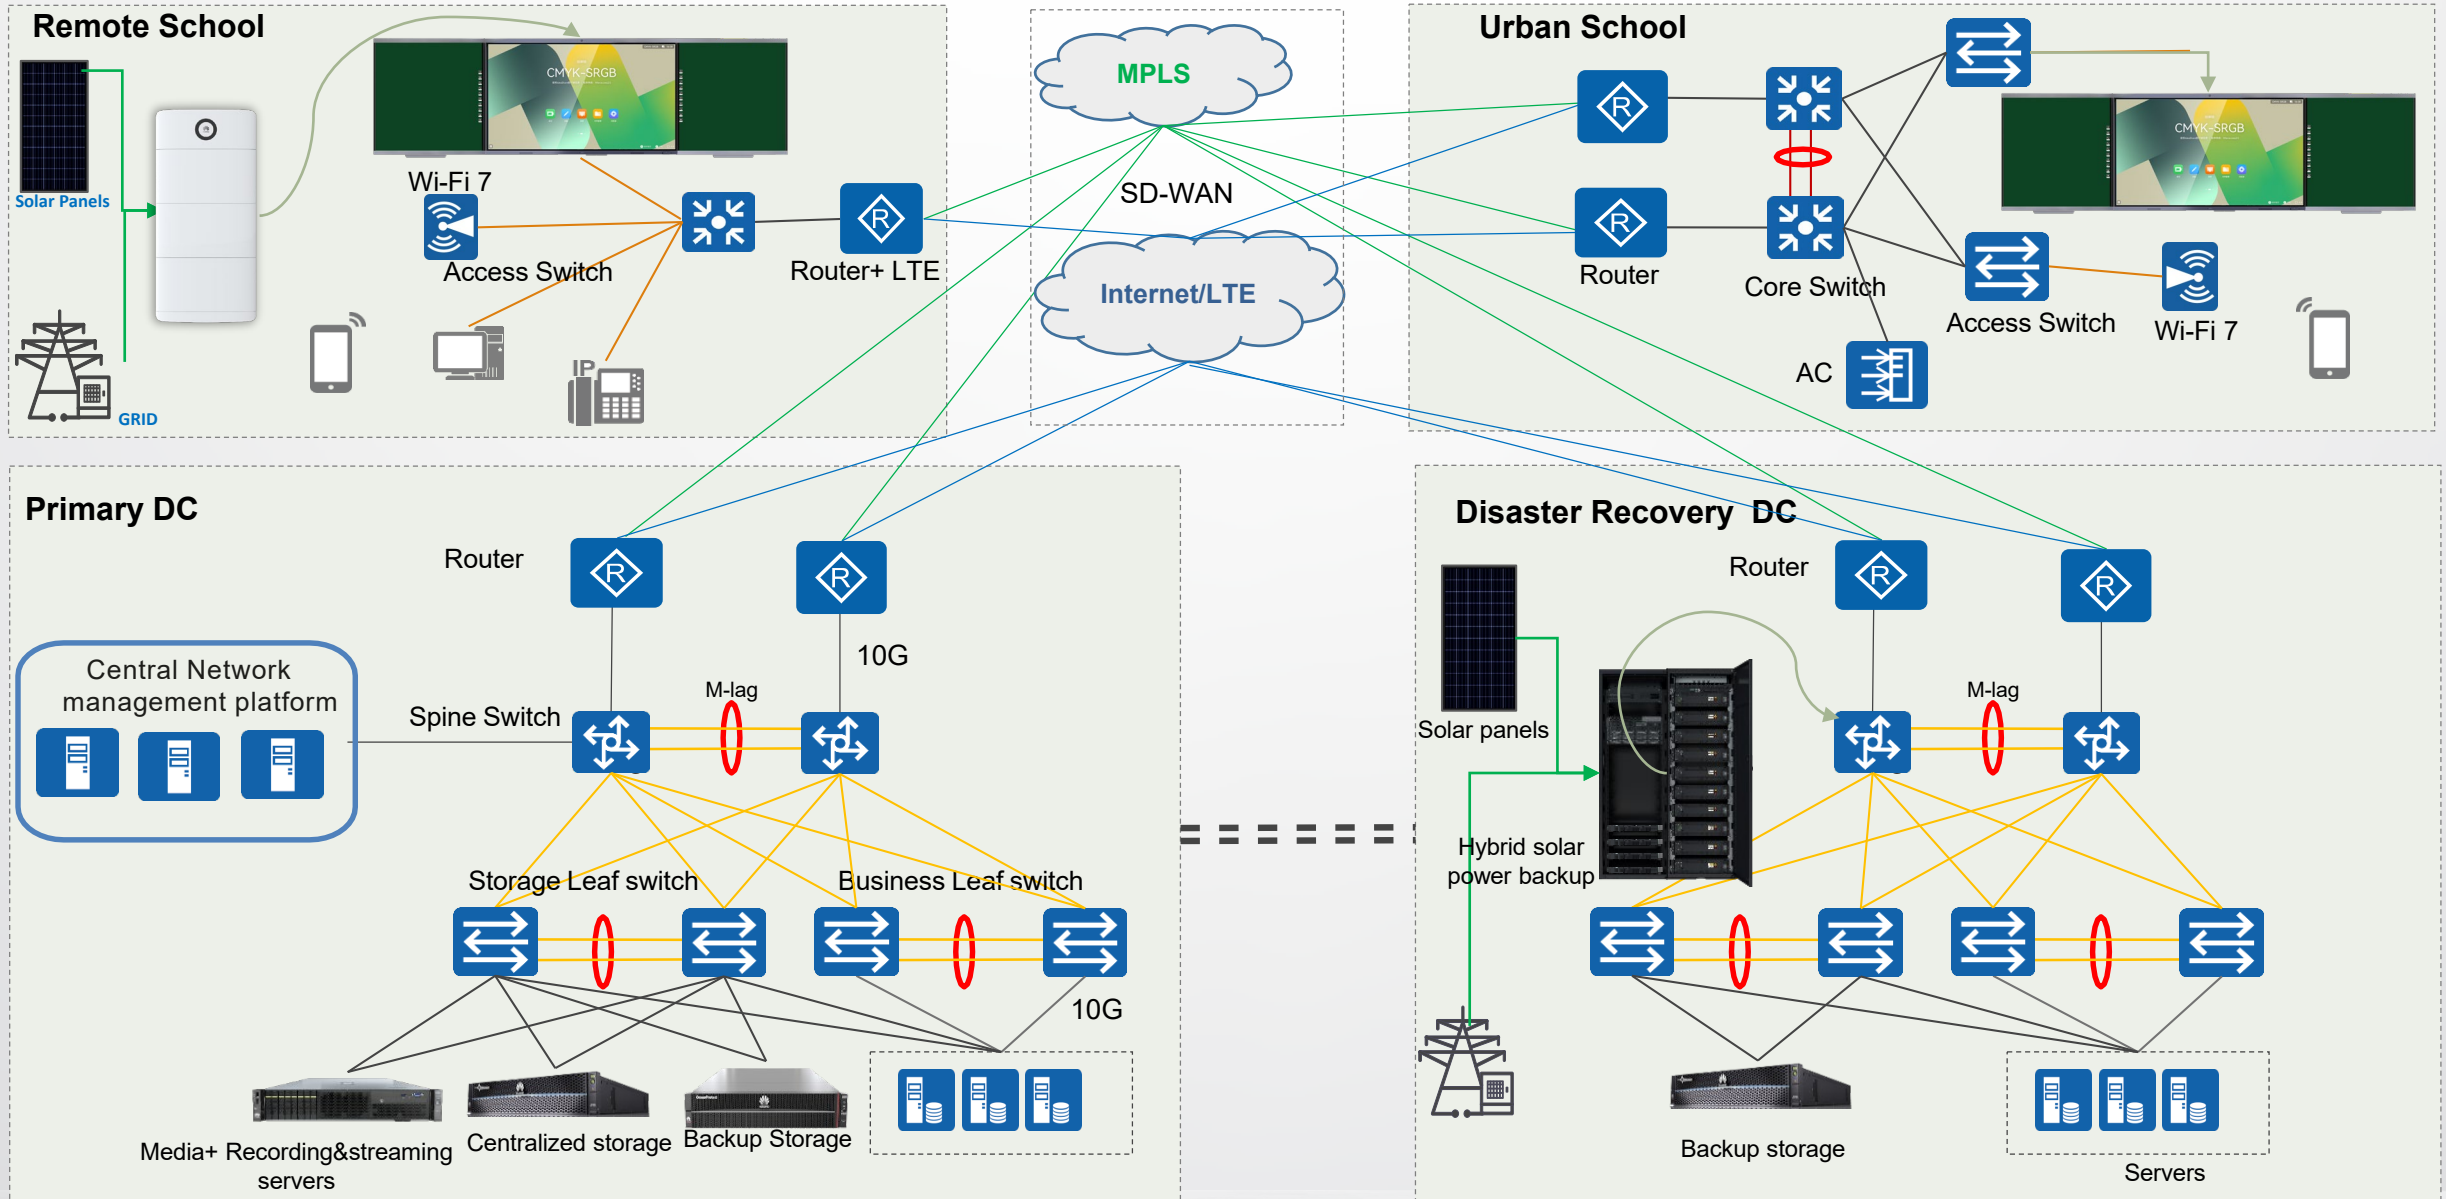 Remote School
CMYK-SRGB
Wi-Fi 7
Solar Panels
Access Switch
Router+ LTE
IP
GRID
MPLS
SD-WAN
Internet/LTE
Urban School
R
R
R
CMYK-SRGB
Router
Core Switch
Access Switch
Wi-Fi 7
AC
Primary DC
Router
R
R
10G
Central Network
management platform
Spine Switch
M-lag
Storage Leaf switch
Business Leaf switch
10G
Media+ Recording&streaming
servers
Centralized storage
Backup Storage
Disaster Recovery DC
Router
R
R
Solar panels
M-lag
Hybrid solar
power backup
Backup storage
Servers